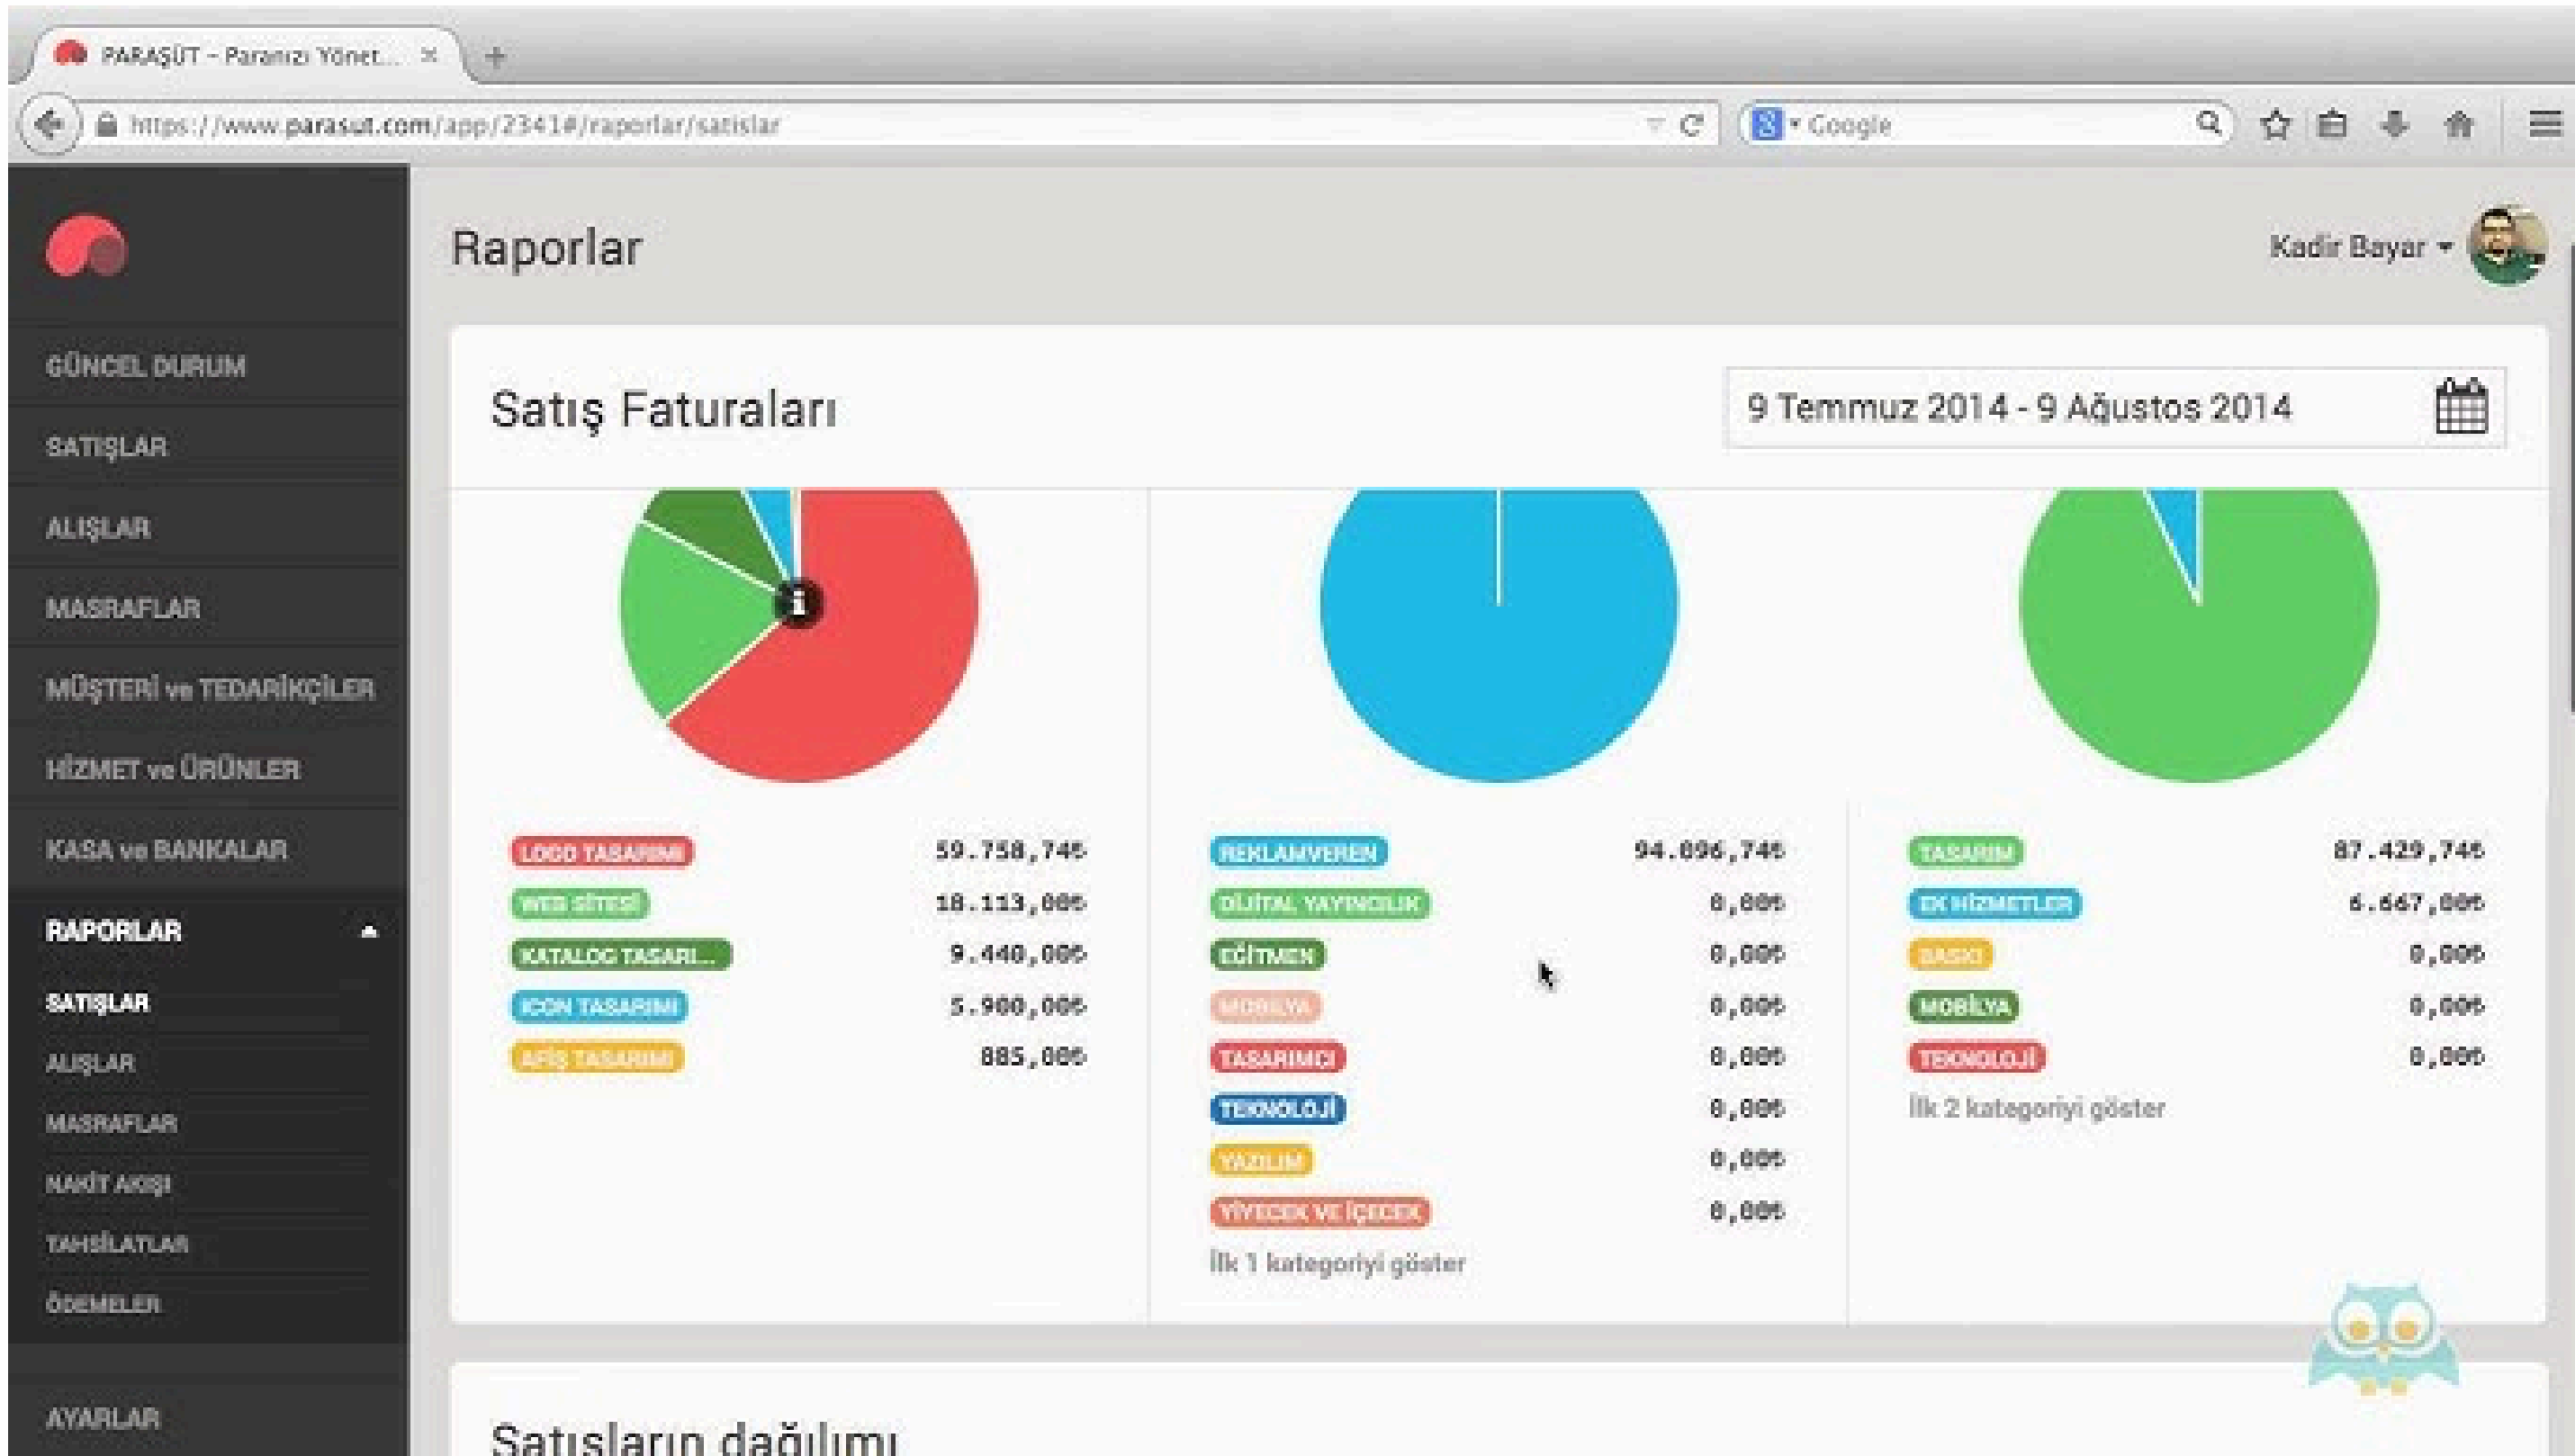 PARAŞÜT - Paranızı Yönet...
https://www.parasut.com/app/2341#/raporlar/satislar
Google
Raporlar
Kadir Bayar
GÜNCEL DURUM
SATIŞLAR
ALIŞLAR
MASRAFLAR
MÜŞTERİ ve TEDARİKÇİLER
HİZMET ve ÜRÜNLER
KASA ve BANKALAR
RAPORLAR
SATIŞLAR
ALIŞLAR
MASRAFLAR
NAKİT AKIŞI
TAHSİLATLAR
ÖDEMELER
AYARLAR
Satış Faturaları
9 Temmuz 2014 - 9 Ağustos 2014
i
LOGO TASARIMI 59.758,74₺
WEB SİTESİ 18.113,00₺
KATALOG TASARI... 9.440,00₺
ICON TASARIMI 5.900,00₺
AFİŞ TASARIMI 885,00₺
REKLAMVEREN 94.096,74₺
DİJİTAL YAYINCILIK 0,00₺
EĞİTMEN 0,00₺
MOBİLYA 0,00₺
TASARIMCI 0,00₺
TEKNOLOJİ 0,00₺
YAZILIM 0,00₺
YİYECEK VE İÇECEK 0,00₺
İlk 1 kategoriyi göster
TASARIM 87.429,74₺
EK HİZMETLER 6.667,00₺
BASKI 0,00₺
MOBİLYA 0,00₺
TEKNOLOJİ 0,00₺
İlk 2 kategoriyi göster
Satışların dağılımı